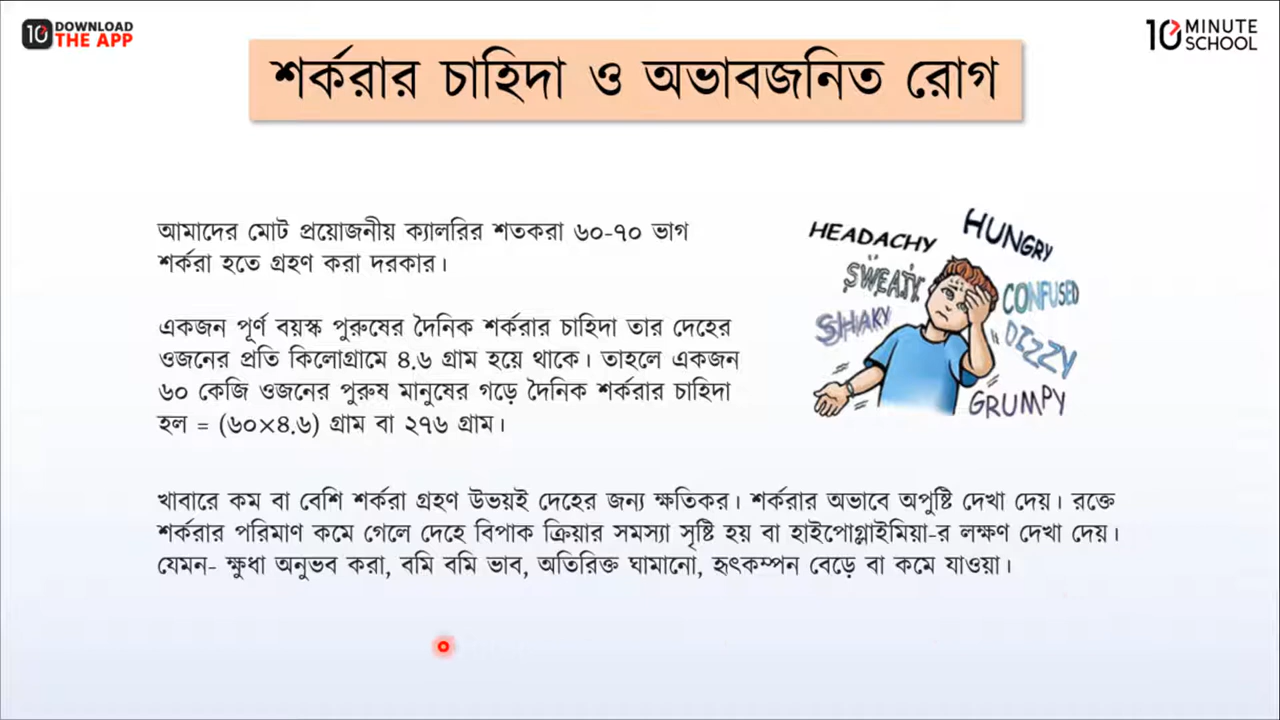 10 DOWNLOAD
THE APP
10 MINUTE
SCHOOL
শর্করার চাহিদা ও অভাবজনিত রোগ
আমাদের মোট প্রয়োজনীয় ক্যালরির শতকরা ৬০-৭০ ভাগ
শর্করা হতে গ্রহণ করা দরকার।
একজন পূর্ণ বয়স্ক পুরুষের দৈনিক শর্করার চাহিদা তার দেহের
ওজনের প্রতি কিলোগ্রামে ৪.৬ গ্রাম হয়ে থাকে। তাহলে একজন
৬০ কেজি ওজনের পুরুষ মানুষের গড়ে দৈনিক শর্করার চাহিদা
হল = (৬০×৪.৬) গ্রাম বা ২৭৬ গ্রাম।
HEADACHY
HUNGRY
SWEATY
CONFUSED
SHAKY
DIZZY
GRUMPY
খাবারে কম বা বেশি শর্করা গ্রহণ উভয়ই দেহের জন্য ক্ষতিকর। শর্করার অভাবে অপুষ্টি দেখা দেয়। রক্তে
শর্করার পরিমাণ কমে গেলে দেহে বিপাক ক্রিয়ার সমস্যা সৃষ্টি হয় বা হাইপোগ্লাইমিয়া-র লক্ষণ দেখা দেয়।
যেমন- ক্ষুধা অনুভব করা, বমি বমি ভাব, অতিরিক্ত ঘামানো, হৃৎকম্পন বেড়ে বা কমে যাওয়া।